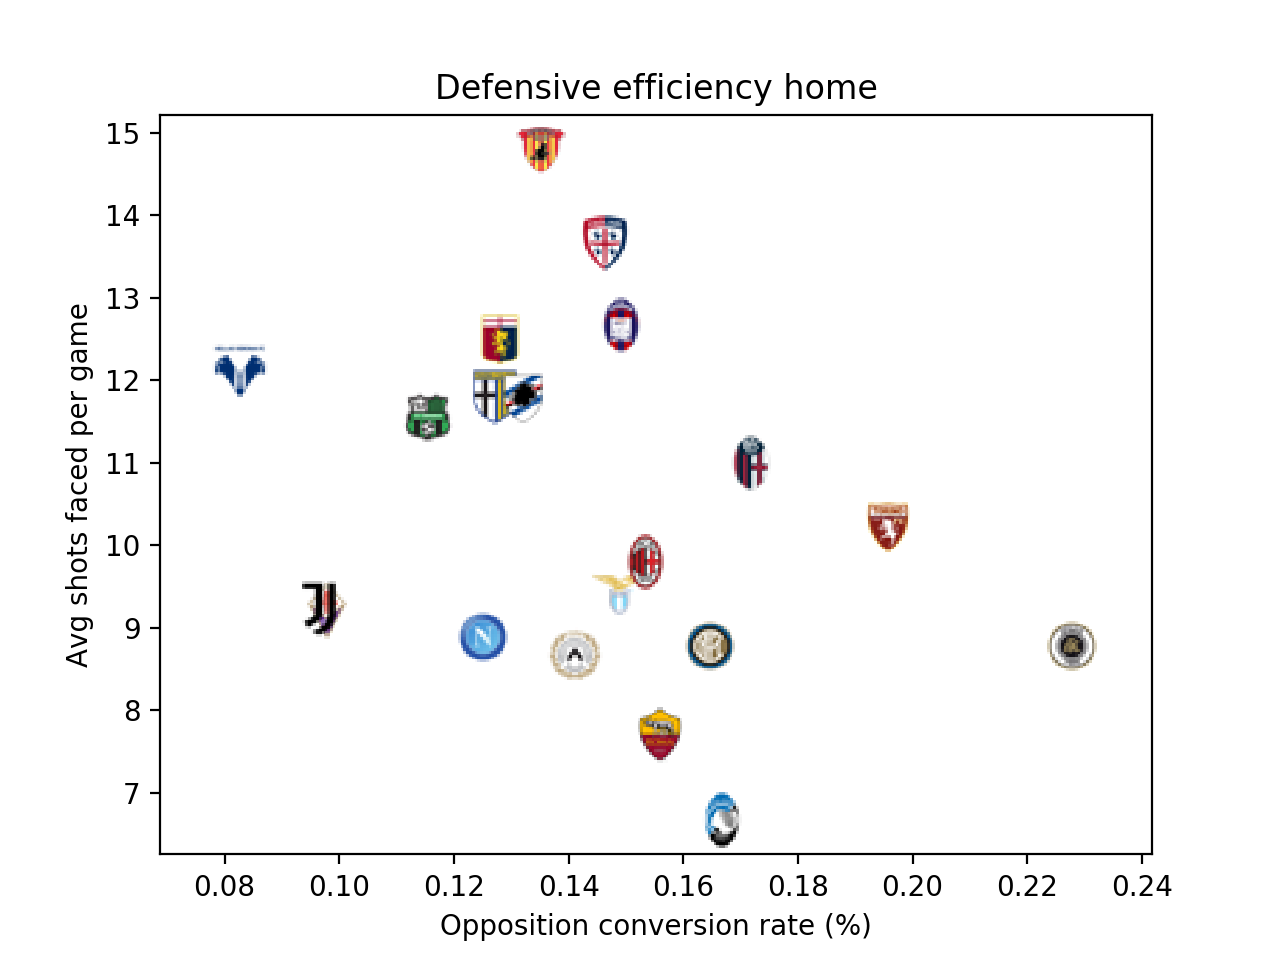 Defensive efficiency home
Avg shots faced per game
15
14
13
12
11
10
9
8
7
0.08 0.10 0.12 0.14 0.16 0.18 0.20 0.22 0.24
Opposition conversion rate (%)
N